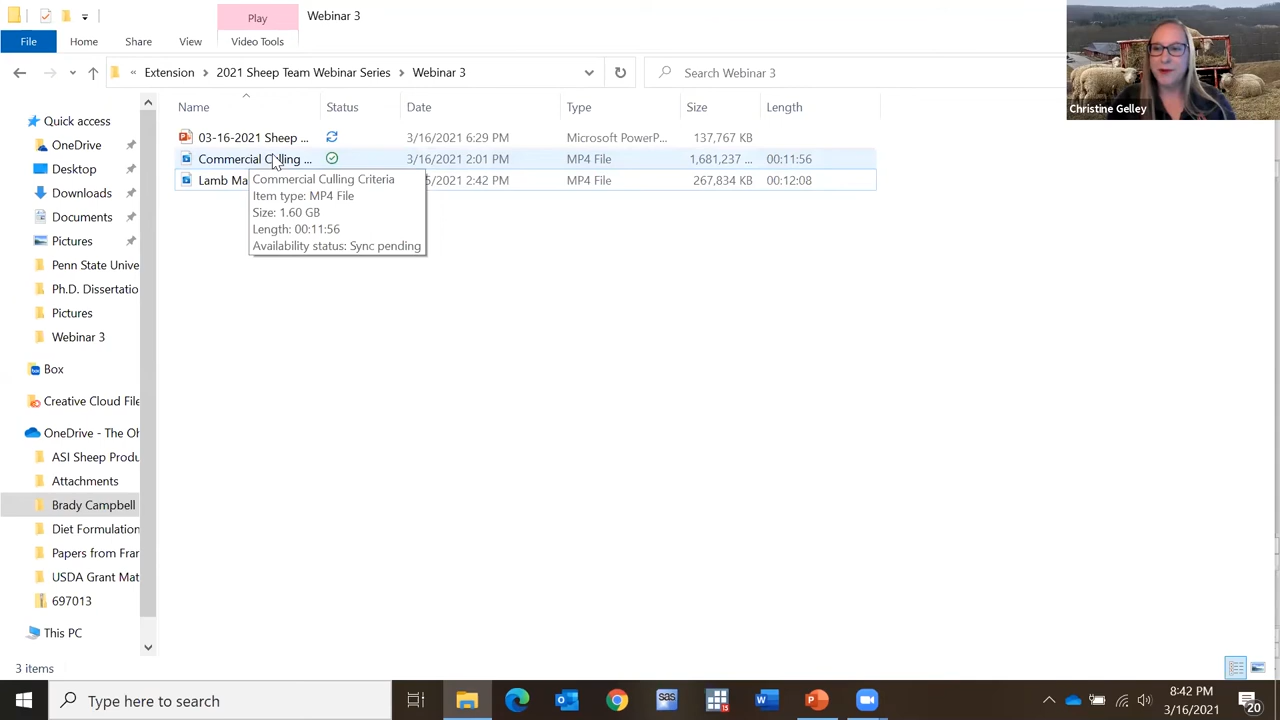 Play
Webinar 3
File
Home
Share
View
Video Tools
« Extension > 2021 Sheep Team Webinar Series > Webinar 3
Search Webinar 3
Name Status Date Type Size Length
03-16-2021 Sheep ... 3/16/2021 6:29 PM Microsoft PowerP... 137,767 KB
Commercial Culling ... 3/16/2021 2:01 PM MP4 File 1,681,237 ... 00:11:56
Lamb Ma 2:42 PM MP4 File 267,834 KB 00:12:08
Commercial Culling Criteria
Item type: MP4 File
Size: 1.60 GB
Length: 00:11:56
Availability status: Sync pending
Quick access
OneDrive
Desktop
Downloads
Documents
Pictures
Penn State Unive
Ph.D. Dissertatio
Pictures
Webinar 3
Box
box
Creative Cloud File
OneDrive - The Oh
ASI Sheep Produ
Attachments
Brady Campbell
Diet Formulation
Papers from Fran
USDA Grant Mat
697013
This PC
3 items
Christine Gelley
Type here to search
sas
15
8:42 PM
3/16/2021
20